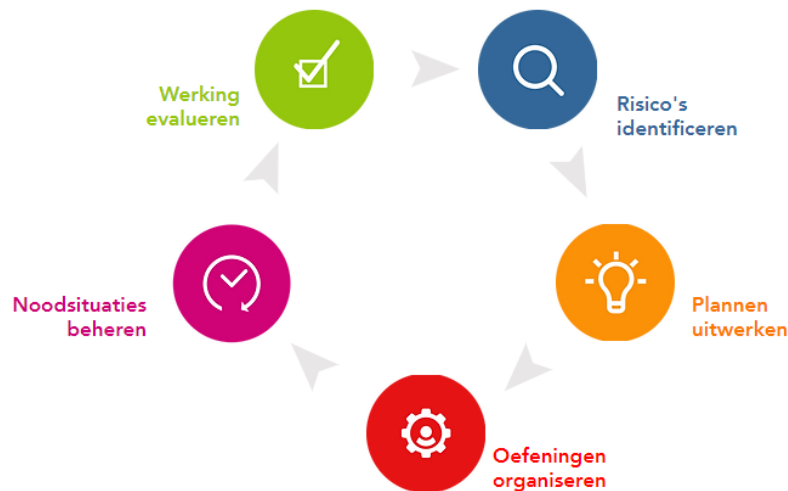 Werking
evalueren
Risico's
identificeren
Noodsituaties
beheren
Plannen
uitwerken
Oefeningen
organiseren